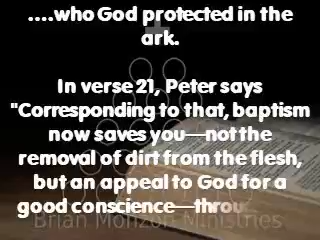 ....who God protected in the
ark.
In verse 21, Peter says
"Corresponding to that, baptism
now saves you—not the
removal of dirt from the flesh,
but an appeal to God for a
good conscience—throu
Brian Monzon Ministries